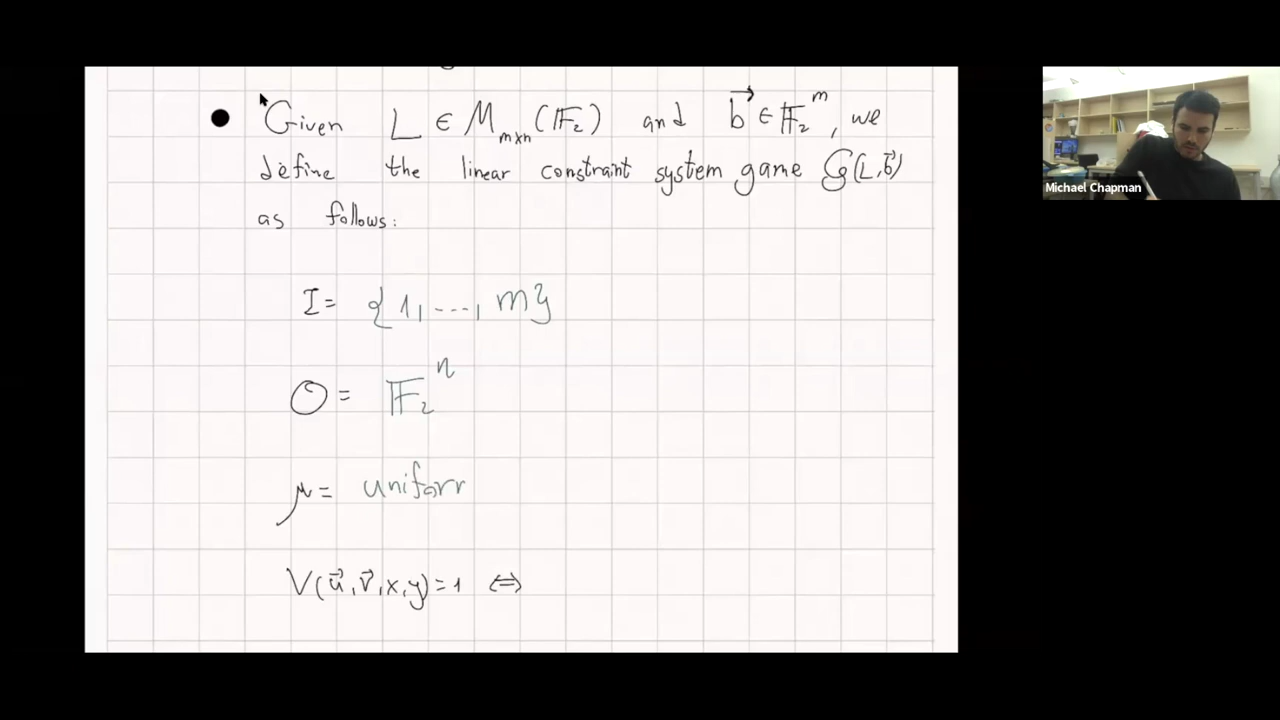 Given L ∈ M_{m×n}(𝔽₂) and b⃗ ∈ 𝔽₂^m, we
define the linear constraint system game G(L,b⃗)
as follows:
I = {1,...,m}
O = 𝔽₂^n
μ = uniforr
V(u⃗,v⃗,x,y)=1 ⇔
Michael Chapman